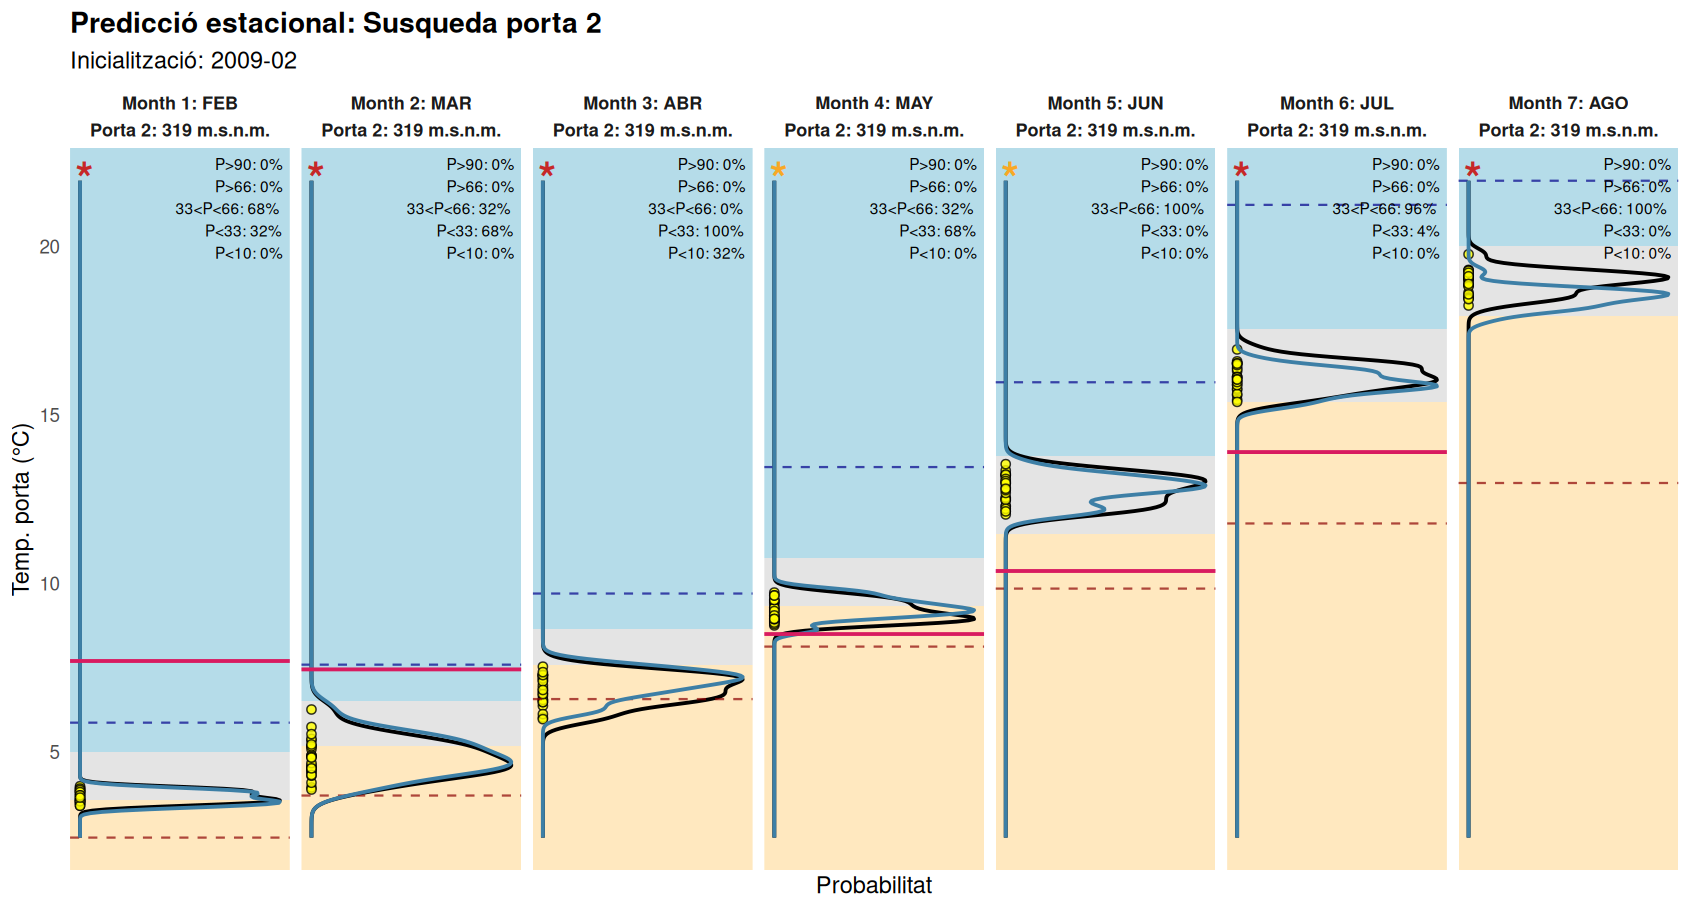 Predicció estacional: Susqueda porta 2
Inicialització: 2009-02
Month 1: FEB
Porta 2: 319 m.s.n.m.
Month 2: MAR
Porta 2: 319 m.s.n.m.
Month 3: ABR
Porta 2: 319 m.s.n.m.
Month 4: MAY
Porta 2: 319 m.s.n.m.
Month 5: JUN
Porta 2: 319 m.s.n.m.
Month 6: JUL
Porta 2: 319 m.s.n.m.
Month 7: AGO
Porta 2: 319 m.s.n.m.
*
P>90: 0%
P>66: 0%
33<P<66: 68%
P<33: 32%
P<10: 0%
*
P>90: 0%
P>66: 0%
33<P<66: 32%
P<33: 68%
P<10: 0%
*
P>90: 0%
P>66: 0%
33<P<66: 0%
P<33: 100%
P<10: 32%
*
P>90: 0%
P>66: 0%
33<P<66: 32%
P<33: 68%
P<10: 0%
*
P>90: 0%
P>66: 0%
33<P<66: 100%
P<33: 0%
P<10: 0%
*
P>90: 0%
P>66: 0%
33<P<66: 96%
P<33: 4%
P<10: 0%
*
P>90: 0%
P>66: 0%
33<P<66: 100%
P<33: 0%
P<10: 0%
20
15
10
5
Temp. porta (°C)
Probabilitat